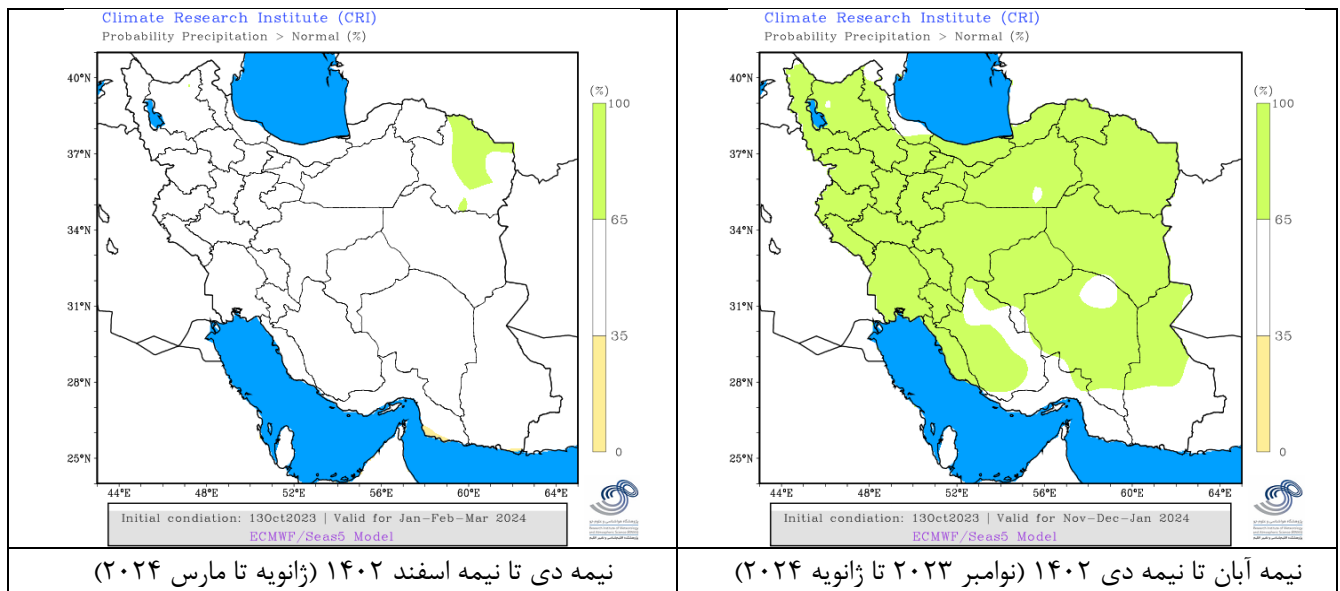 Climate Research Institute (CRI)
Probability Precipitation > Normal (%)
40°N
37°N
34°N
31°N
28°N
25°N
44°E
48°E
52°E
56°E
60°E
64°E
(%)
100
65
35
0
Initial condiation: 13Oct2023 | Valid for Jan-Feb-Mar 2024
ECMWF/Seas5 Model
نیمه دی تا نیمه اسفند ۱۴۰۲ (ژانویه تا مارس ۲۰۲۴)
Climate Research Institute (CRI)
Probability Precipitation > Normal (%)
40°N
37°N
34°N
31°N
28°N
25°N
44°E
48°E
52°E
56°E
60°E
64°E
(%)
100
65
35
0
Initial condiation: 13Oct2023 | Valid for Nov-Dec-Jan 2024
ECMWF/Seas5 Model
نیمه آبان تا نیمه دی ۱۴۰۲ (نوامبر ۲۰۲۳ تا ژانویه ۲۰۲۴)